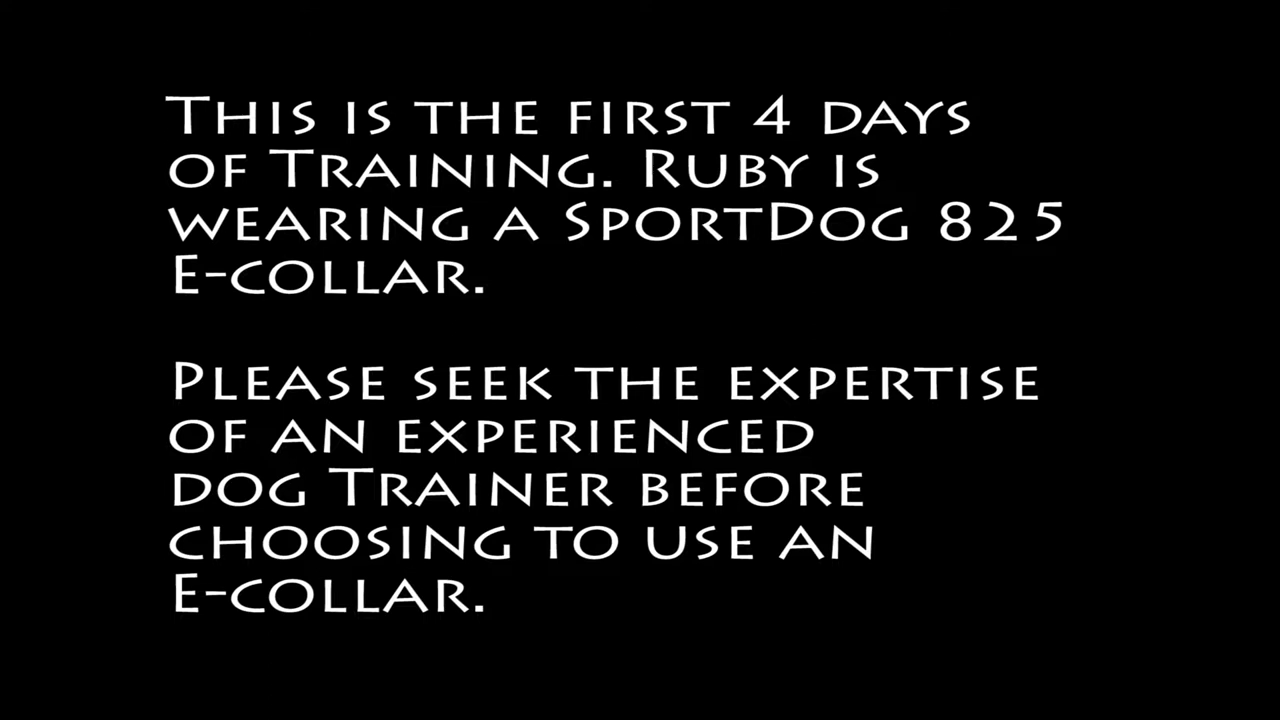 This is the first 4 days
of Training. Ruby is
wearing a SportDog 825
E-collar.
Please seek the expertise
of an experienced
dog Trainer before
choosing to use an
E-collar.